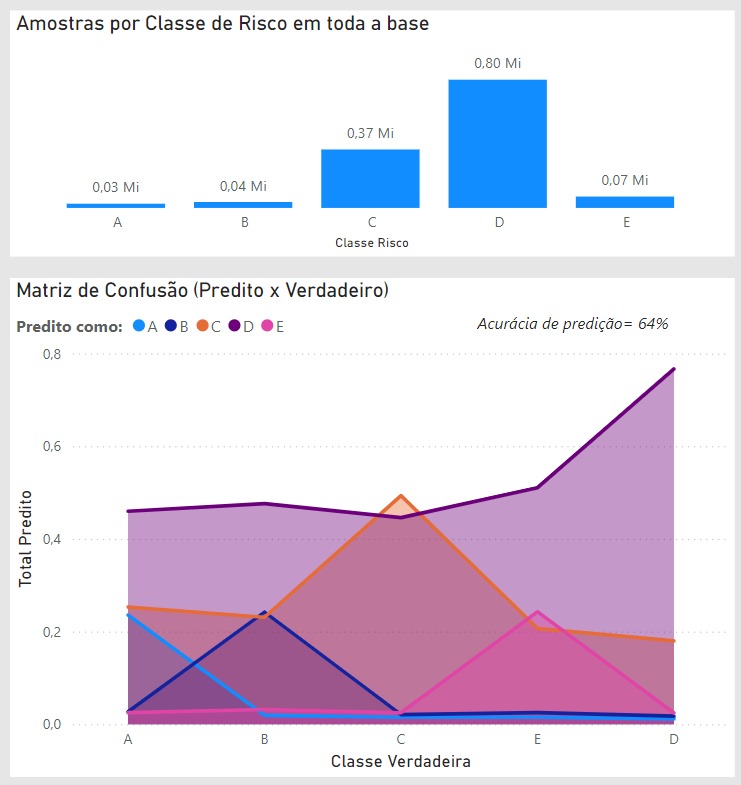 Amostras por Classe de Risco em toda a base
0,80 Mi
0,37 Mi
0,03 Mi
0,04 Mi
0,07 Mi
A B C D E
Classe Risco
Matriz de Confusão (Predito x Verdadeiro)
Predito como: A B C D E
Acurácia de predição= 64%
0.8
0.6
0.4
0.2
0.0
Total Predito
A B C E D
Classe Verdadeira